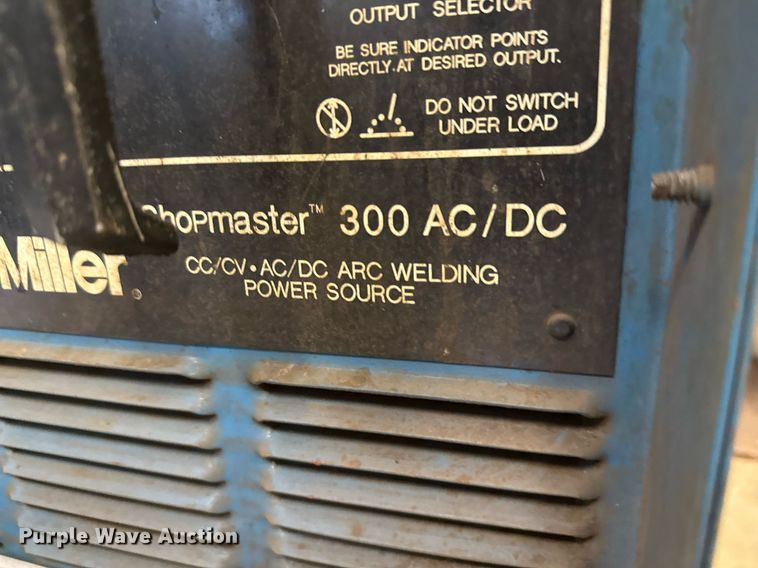 OUTPUT SELECTOR
BE SURE INDICATOR POINTS
DIRECTLY AT DESIRED OUTPUT.
DO NOT SWITCH
UNDER LOAD
ShopMaster™ 300 AC/DC
Miller®
CC/CV•AC/DC ARC WELDING
POWER SOURCE
Purple Wave Auction